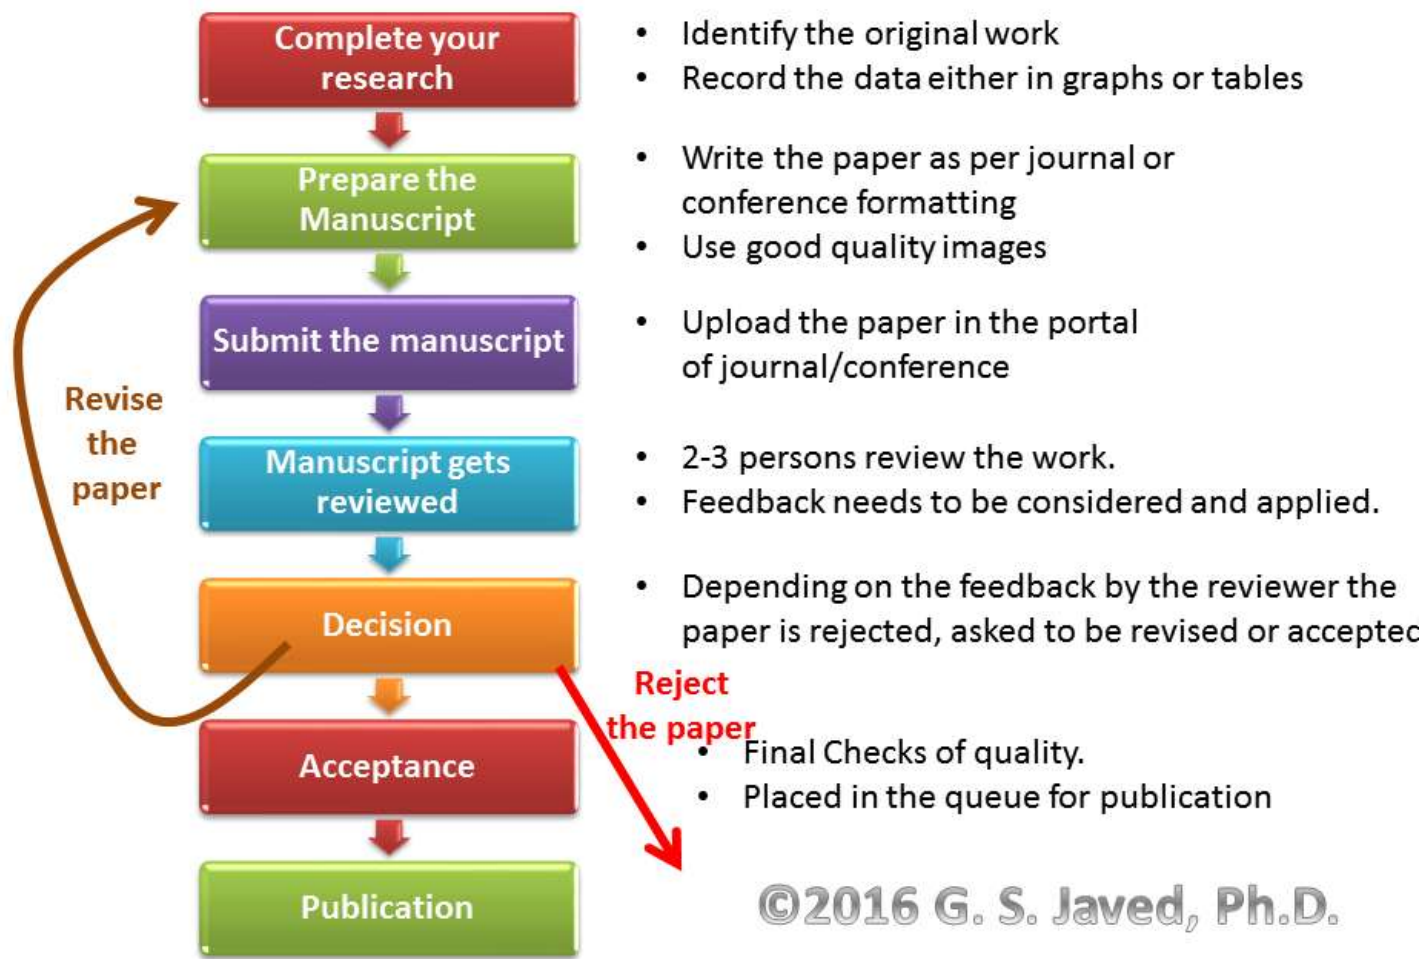 Complete your
research
• Identify the original work
• Record the data either in graphs or tables
Prepare the
Manuscript
• Write the paper as per journal or
conference formatting
• Use good quality images
Submit the manuscript
• Upload the paper in the portal
of journal/conference
Revise
the
paper
Manuscript gets
reviewed
• 2-3 persons review the work.
• Feedback needs to be considered and applied.
Decision
• Depending on the feedback by the reviewer the
paper is rejected, asked to be revised or accepted
Reject
the paper
Acceptance
• Final Checks of quality.
• Placed in the queue for publication
Publication
©2016 G. S. Javed, Ph.D.